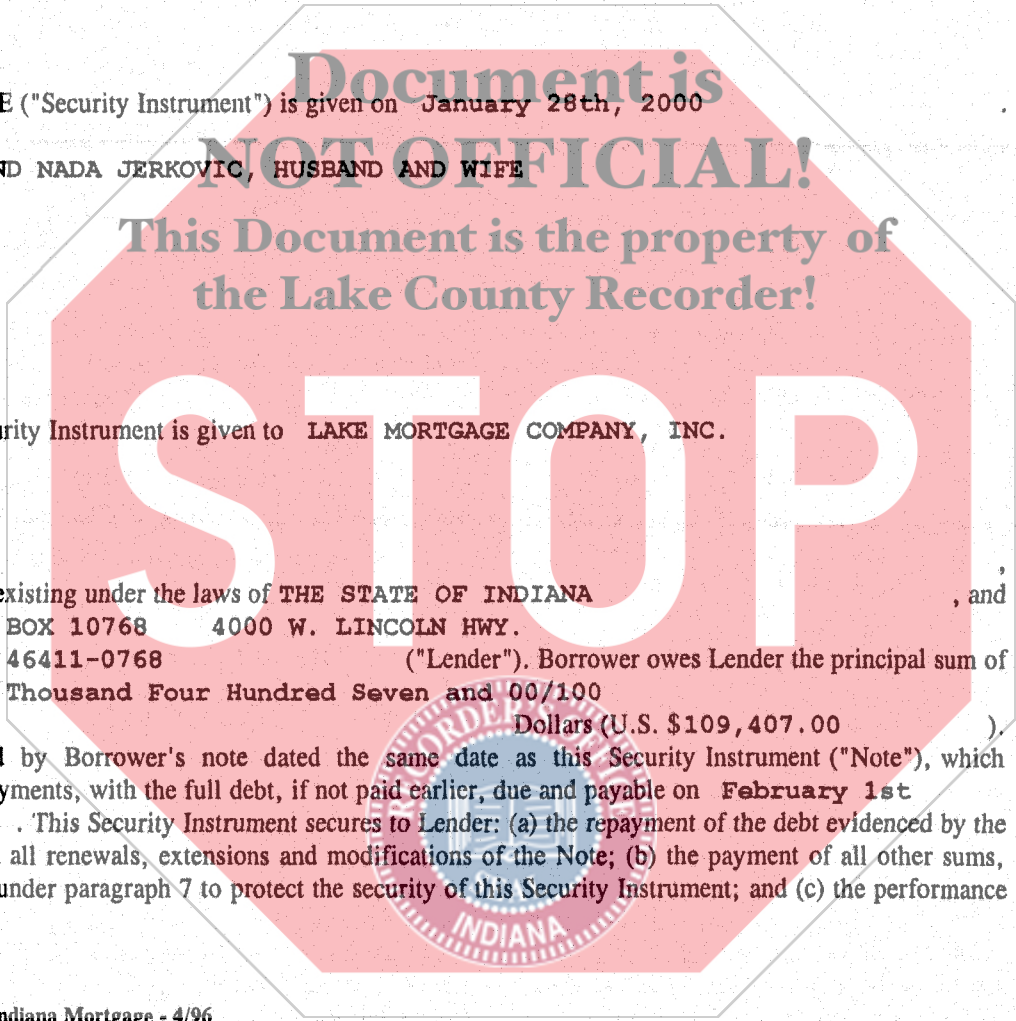 Document is
E ("Security Instrument") is given on January 28th, 2000 .
NOT OFFICIAL!
ND NADA JERKOVIC, HUSBAND AND WIFE
This Document is the property of
the Lake County Recorder!
STOP
urity Instrument is given to LAKE MORTGAGE COMPANY, INC.
,
existing under the laws of THE STATE OF INDIANA , and
BOX 10768 4000 W. LINCOLN HWY.
46411-0768 ("Lender"). Borrower owes Lender the principal sum of
Thousand Four Hundred Seven and 00/100
Dollars (U.S. $109,407.00 ).
d by Borrower's note dated the same date as this Security Instrument ("Note"), which
yments, with the full debt, if not paid earlier, due and payable on February 1st
. This Security Instrument secures to Lender: (a) the repayment of the debt evidenced by the
all renewals, extensions and modifications of the Note; (b) the payment of all other sums,
under paragraph 7 to protect the security of this Security Instrument; and (c) the performance
RECORDER'S OFFICE
INDIANA
ndiana Mortgage - 4/96